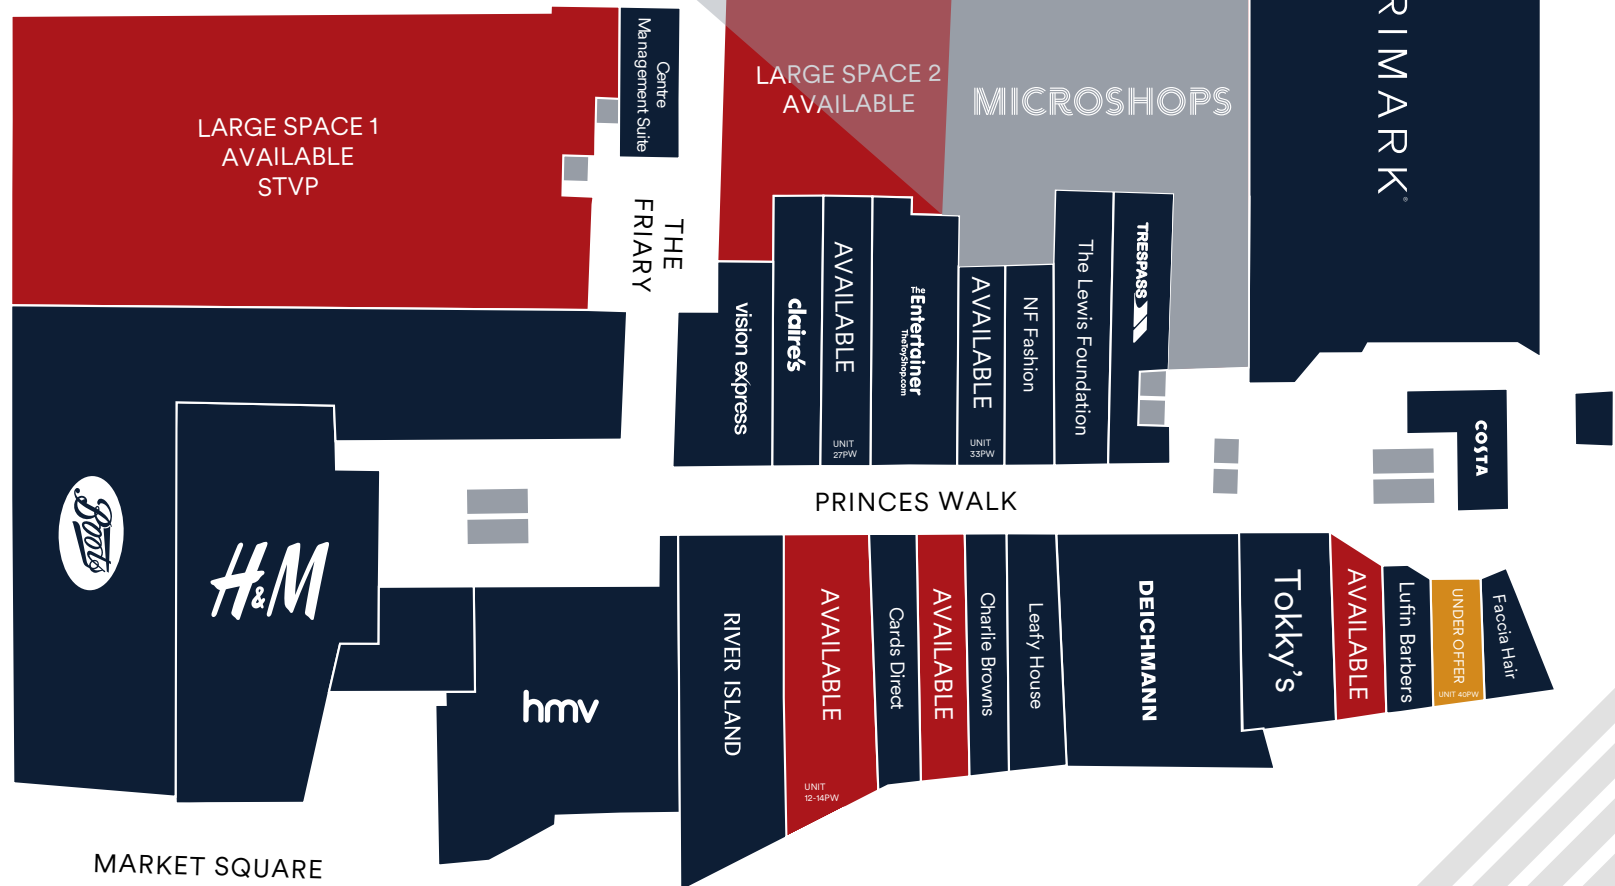 LARGE SPACE 1
AVAILABLE
STVP
Centre
Management Suite
THE
FRIARY
LARGE SPACE 2
AVAILABLE
MICROSHOPS
RIMARK
vision express
claire's
AVAILABLE
UNIT
27PW
The
Entertainer
TheToyShop.com
AVAILABLE
UNIT
33PW
NF Fashion
The Lewis Foundation
TRESPASS
COSTA
PRINCES WALK
Boots
H&M
hmv
RIVER ISLAND
AVAILABLE
UNIT
12-14PW
Cards Direct
AVAILABLE
Charlie Browns
Leafy House
DEICHMANN
Tokky's
AVAILABLE
Luffin Barbers
UNDER OFFER
UNIT 40PW
Faccia Hair
MARKET SQUARE